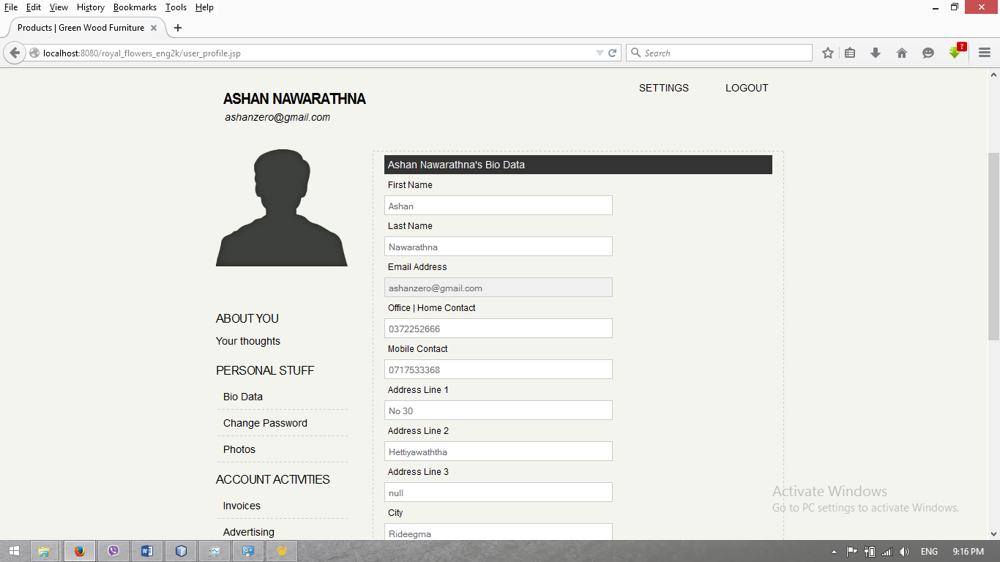 File Edit View History Bookmarks Tools Help
Products | Green Wood Furniture
localhost:8080/royal_flowers_eng2k/user_profile.jsp
Search
?
SETTINGS LOGOUT
ASHAN NAWARATHNA
ashanzero@gmail.com
Ashan Nawarathna's Bio Data
First Name
Ashan
Last Name
Nawarathna
Email Address
ashanzero@gmail.com
Office | Home Contact
0372252666
Mobile Contact
0717533368
Address Line 1
No 30
Address Line 2
Hettiyawaththa
Address Line 3
null
City
Rideegma
ABOUT YOU
Your thoughts
PERSONAL STUFF
Bio Data
Change Password
Photos
ACCOUNT ACTIVITIES
Invoices
Advertising
Activate Windows
Go to PC settings to activate Windows.
ENG 9:16 PM